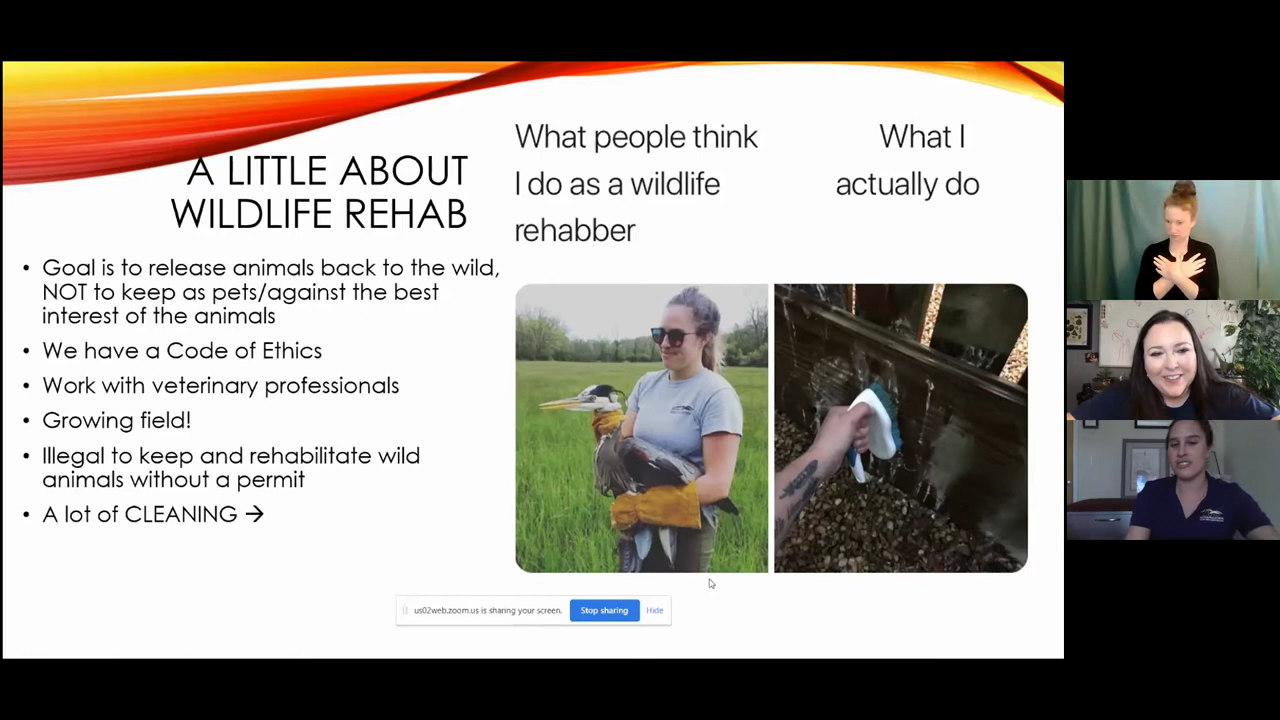 A LITTLE ABOUT
WILDLIFE REHAB
• Goal is to release animals back to the wild,
NOT to keep as pets/against the best
interest of the animals
• We have a Code of Ethics
• Work with veterinary professionals
• Growing field!
• Illegal to keep and rehabilitate wild
animals without a permit
• A lot of CLEANING →
What people think
I do as a wildlife
rehabber
What I
actually do
us02web.zoom.us is sharing your screen.
Stop sharing
Hide